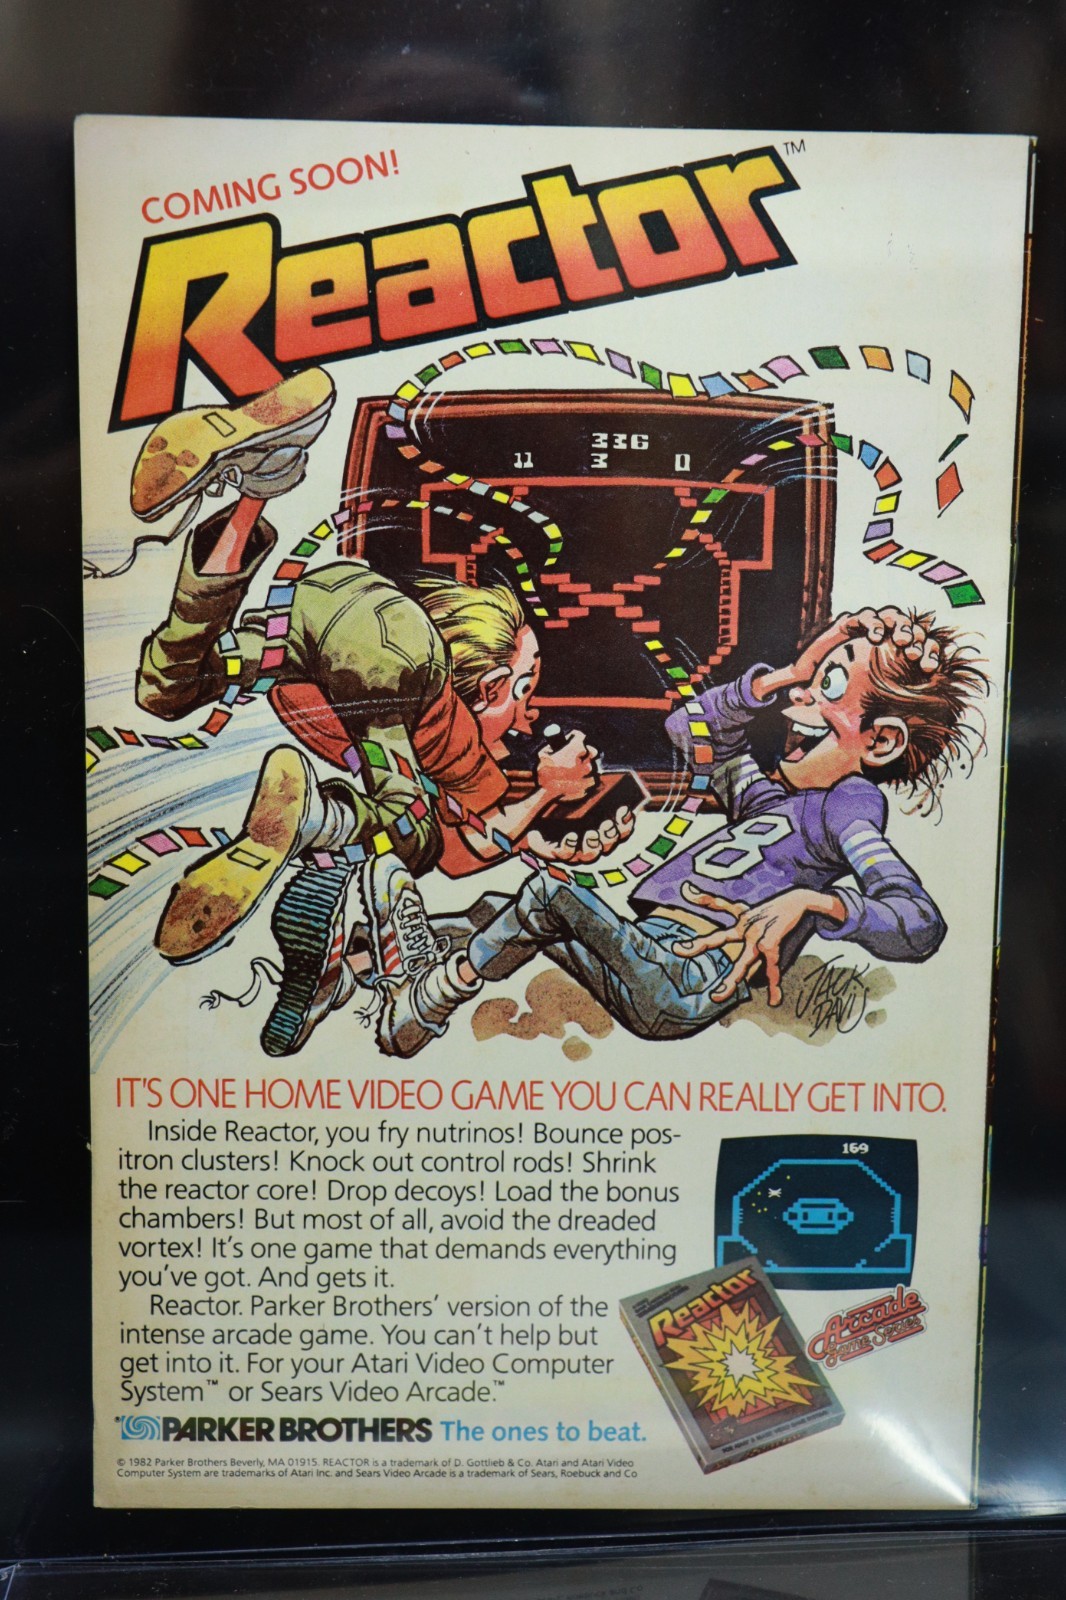 COMING SOON!
Reactor™
336
11 3 0
8
JACK
DAVIS
IT'S ONE HOME VIDEO GAME YOU CAN REALLY GET INTO.
Inside Reactor, you fry nutrinos! Bounce pos-
itron clusters! Knock out control rods! Shrink
the reactor core! Drop decoys! Load the bonus
chambers! But most of all, avoid the dreaded
vortex! It's one game that demands everything
you've got. And gets it.
Reactor. Parker Brothers' version of the
intense arcade game. You can't help but
get into it. For your Atari Video Computer
System™ or Sears Video Arcade.™
169
Reactor
Arcade
Game Series
PARKER BROTHERS The ones to beat.
© 1982 Parker Brothers Beverly, MA 01915. REACTOR is a trademark of D. Gottlieb & Co. Atari and Atari Video
Computer System are trademarks of Atari Inc. and Sears Video Arcade is a trademark of Sears, Roebuck and Co